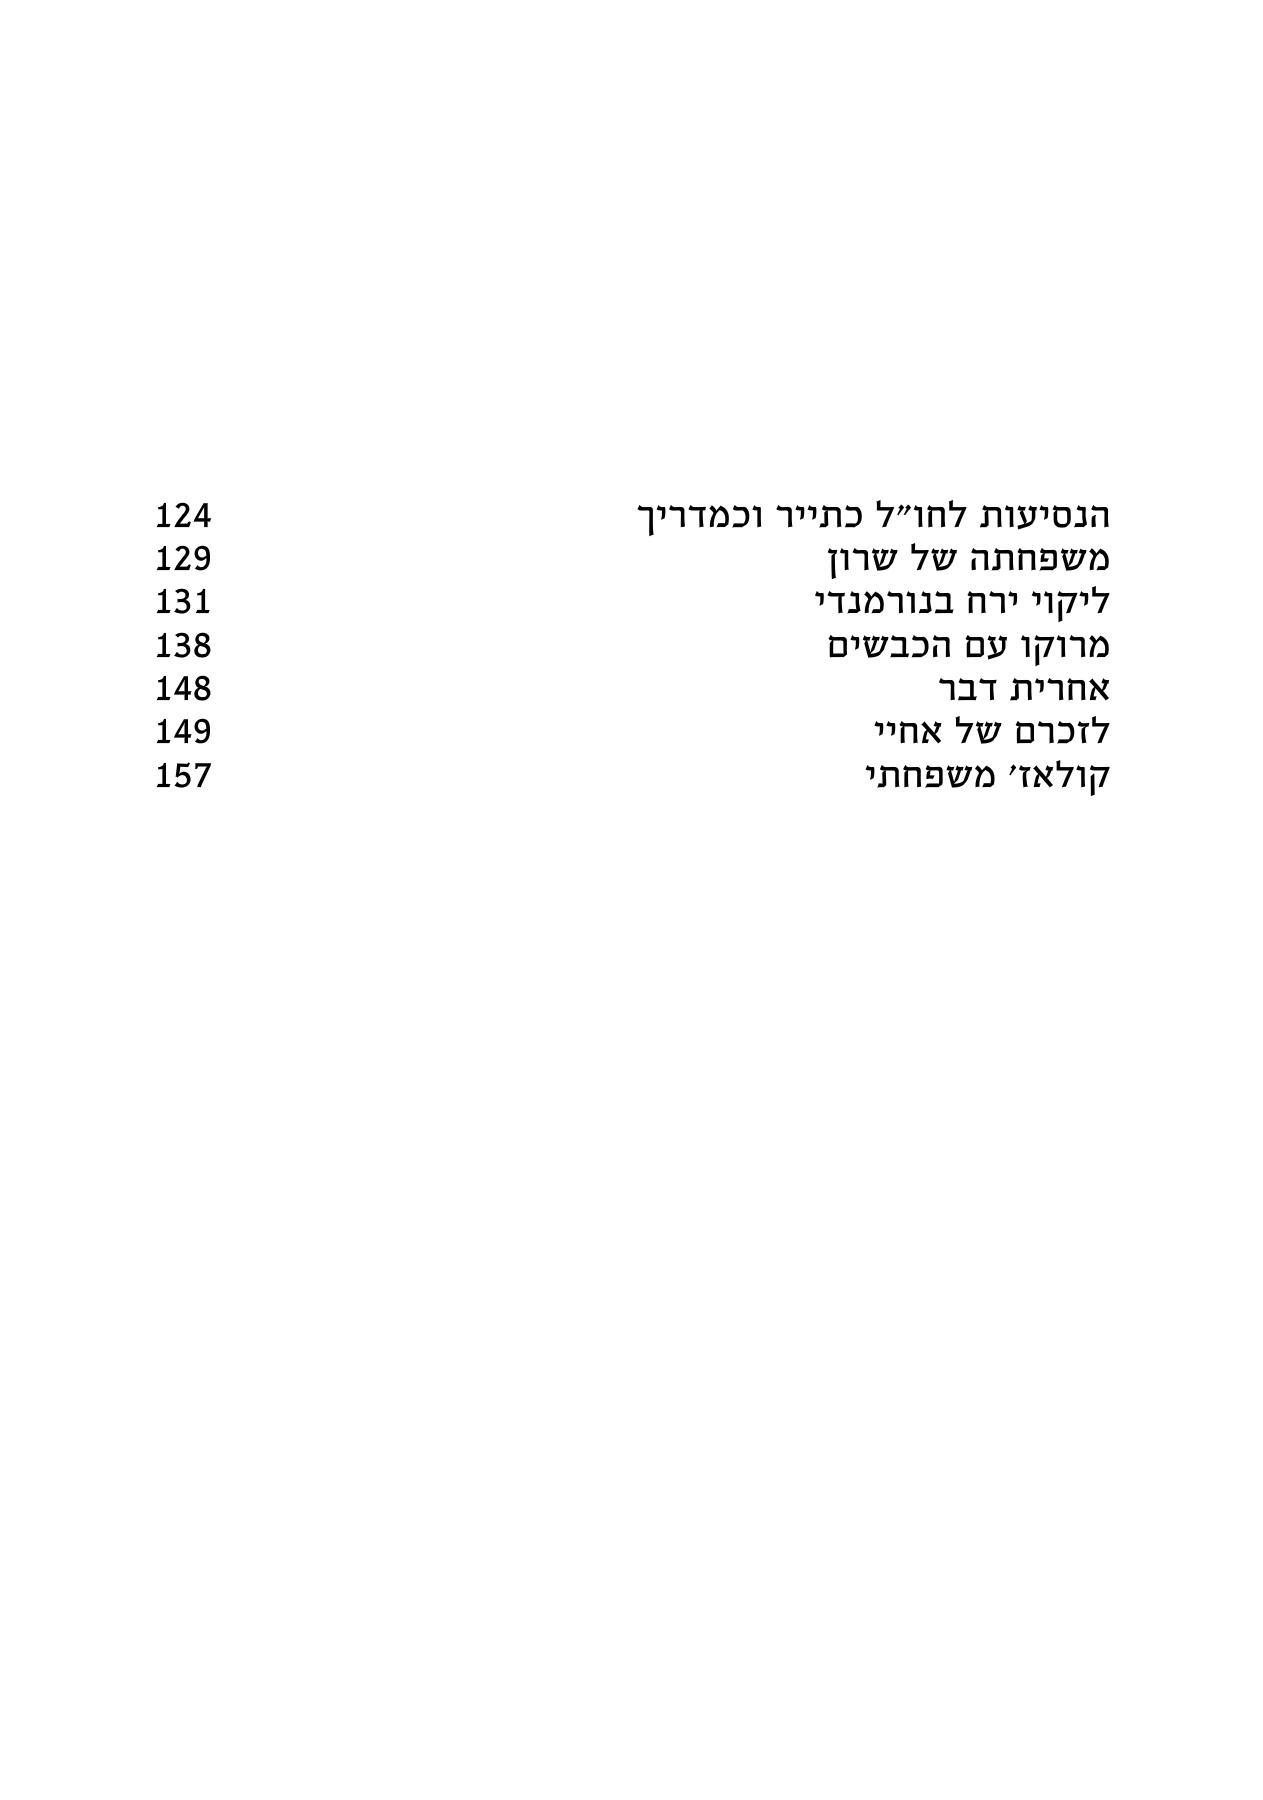 הנסיעות לחו״ל כתייר וכמדריך 124
משפחתה של שרון 129
ליקוי ירח בנורמנדי 131
מרוקו עם הכבשים 138
אחרית דבר 148
לזכרם של אחיי 149
קולאז׳ משפחתי 157